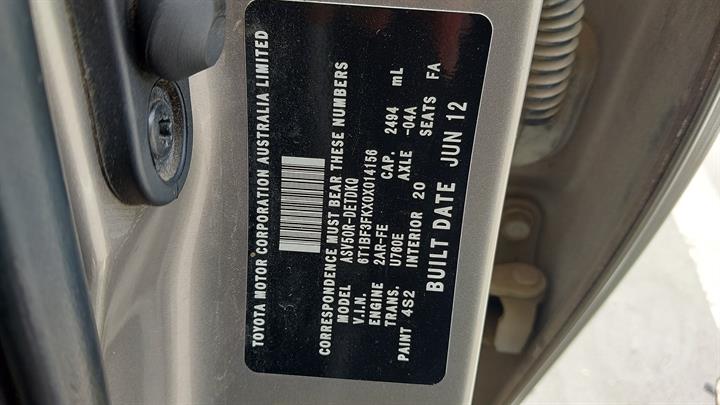 TOYOTA MOTOR CORPORATION AUSTRALIA LIMITED
CORRESPONDENCE MUST BEAR THESE NUMBERS
MODEL ASV50R-DETDKQ
V.I.N. 6T1BF3FKX0X014156
ENGINE 2AR-FE CAP. 2494 mL
TRANS. U760E AXLE -04A
PAINT 4S2 INTERIOR 20 SEATS FA
BUILT DATE JUN 12